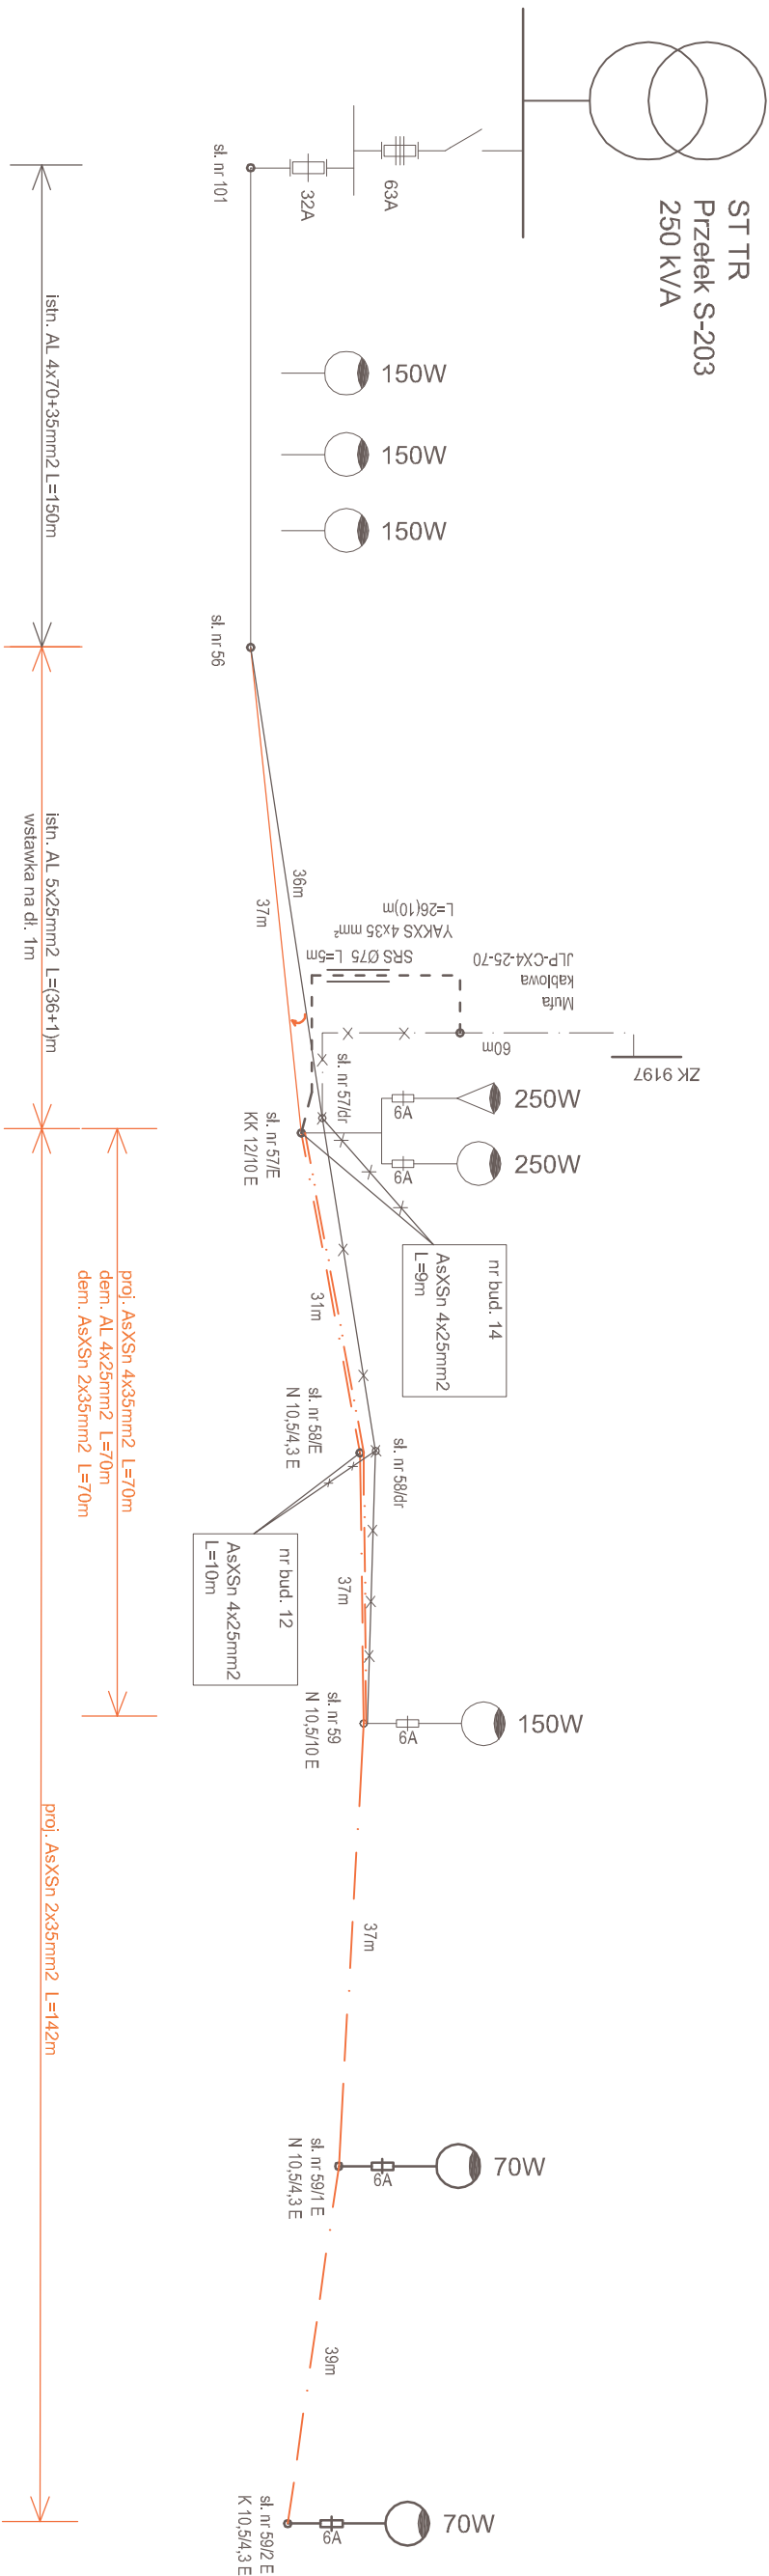 ST TR
Przełek S-203
250 kVA
63A
32A
sł. nr 101
150W
150W
150W
istn. AL 4x70+35mm2 L=150m
sł. nr 56
36m
37m
istn. AL 5x25mm2 L=(36+1)m
wstawka na dł. 1m
SRS Ø75 L=5m
YAKXS 4x35 mm²
L=26(10)m
Mufa
kablowa
JLP-CX4-25-70
60m
ZK 9197
sł. nr 57/dr
sł. nr 57/E
KK 12/10 E
6A
250W
6A
250W
nr bud. 14
AsXSn 4x25mm2
L=9m
31m
proj. AsXSn 4x35mm2 L=70m
dem. AL 4x25mm2 L=70m
dem. AsXSn 2x35mm2 L=70m
sł. nr 58/E
N 10,5/4,3 E
sł. nr 58/dr
nr bud. 12
AsXSn 4x25mm2
L=10m
37m
sł. nr 59
N 10,5/10 E
6A
150W
proj. AsXSn 2x35mm2 L=142m
37m
sł. nr 59/1 E
N 10,5/4,3 E
6A
70W
39m
sł. nr 59/2 E
K 10,5/4,3 E
6A
70W